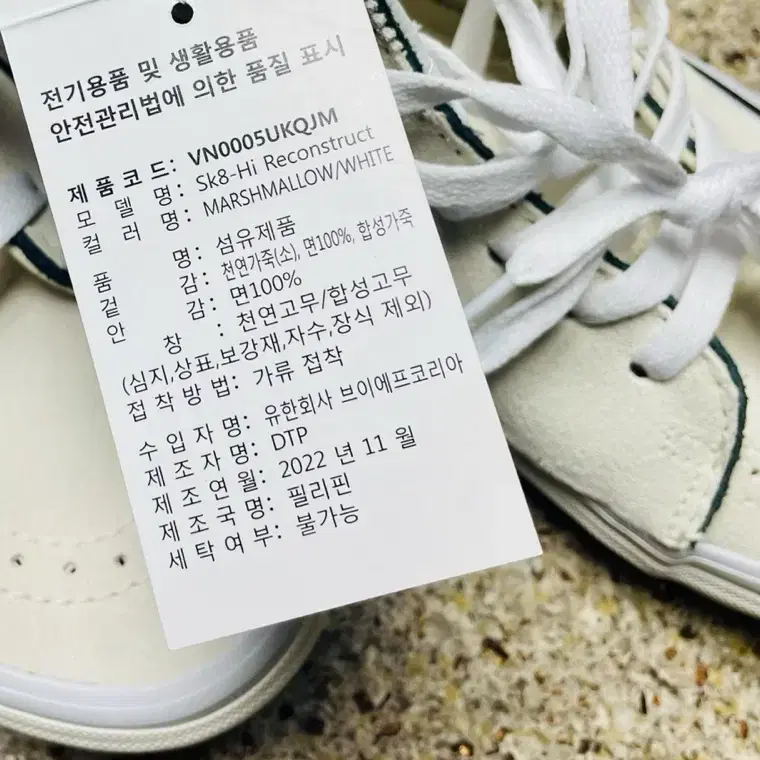 전기용품 및 생활용품
안전관리법에 의한 품질 표시
제품코드: VN0005UKQJM
모 델 명: Sk8-Hi Reconstruct
컬 러 명: MARSHMALLOW/WHITE
품 명: 섬유제품
겉 감: 천연가죽(소), 면100%, 합성가죽
안 감: 면100%
창 : 천연고무/합성고무
(심지,상표,보강재,자수,장식 제외)
접 착 방 법: 가류 접착
수 입 자 명: 유한회사 브이에프코리아
제 조 자 명: DTP
제 조 연 월: 2022 년 11 월
제 조 국 명: 필리핀
세 탁 여 부: 불가능